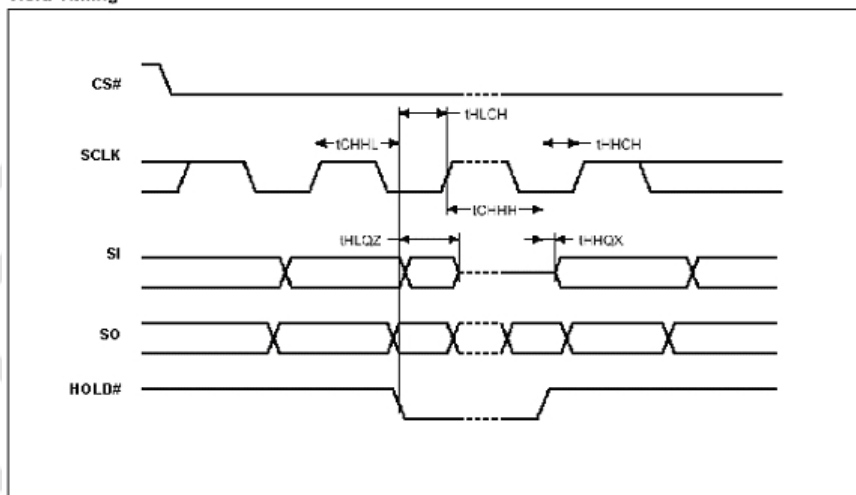 CS#
tHLCH
SCLK
tCHHL
tHHCH
tCHHH
tHLQZ
tHHQX
SI
SO
HOLD#